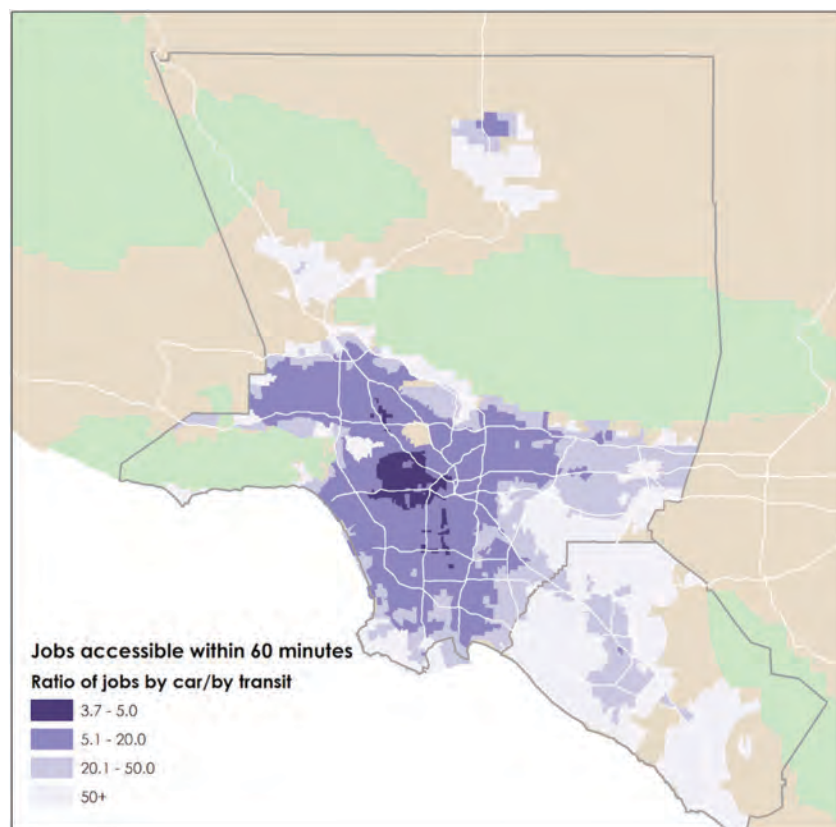 Jobs accessible within 60 minutes
Ratio of jobs by car/by transit
3.7 - 5.0
5.1 - 20.0
20.1 - 50.0
50+